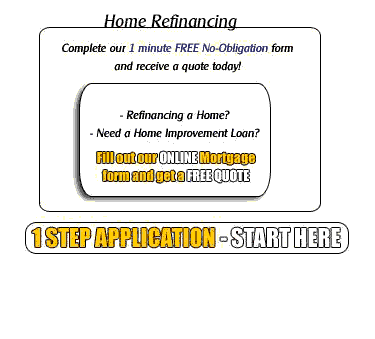 Home Refinancing
Complete our 1 minute FREE No-Obligation form
and receive a quote today!
- Refinancing a Home?
- Need a Home Improvement Loan?
Fill out our ONLINE Mortgage
form and get a FREE QUOTE
1 STEP APPLICATION - START HERE